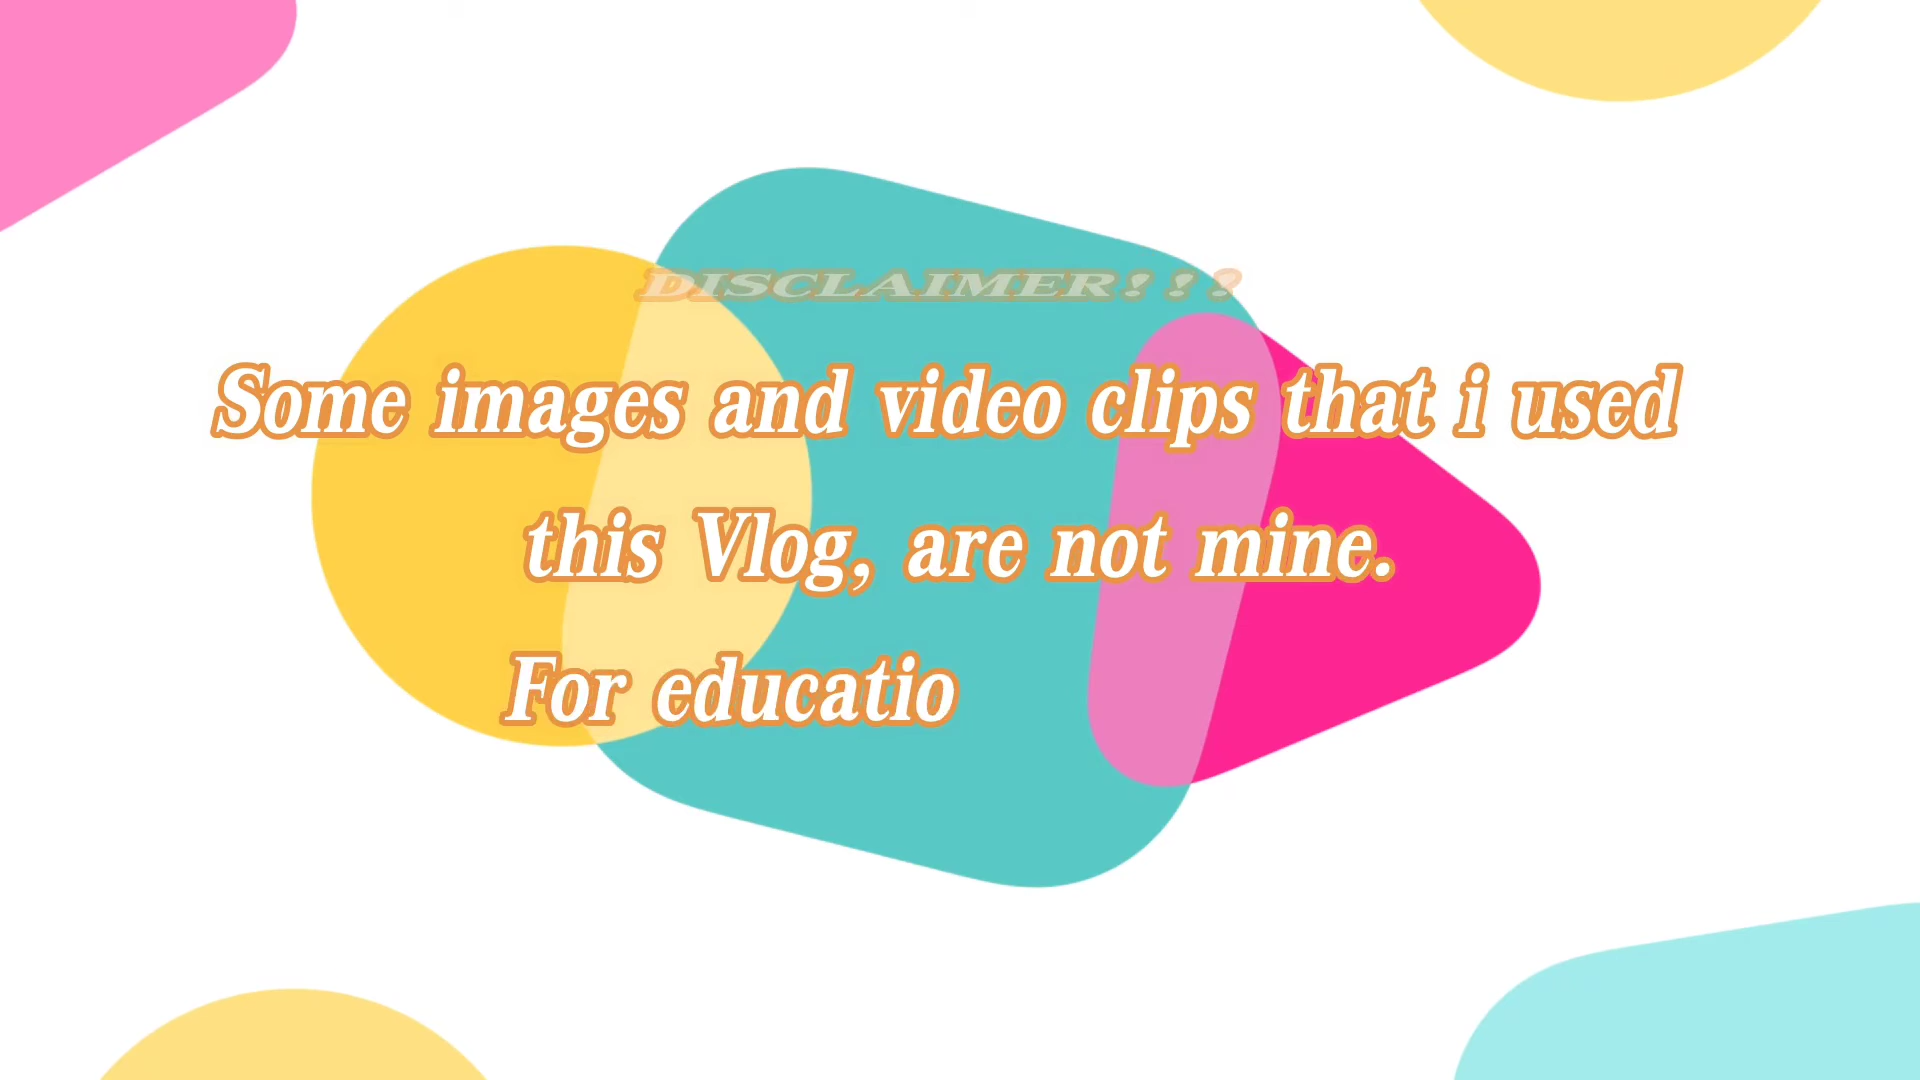 DISCLAIMER!!!
Some images and video clips that i used
this Vlog, are not mine.
For educatio